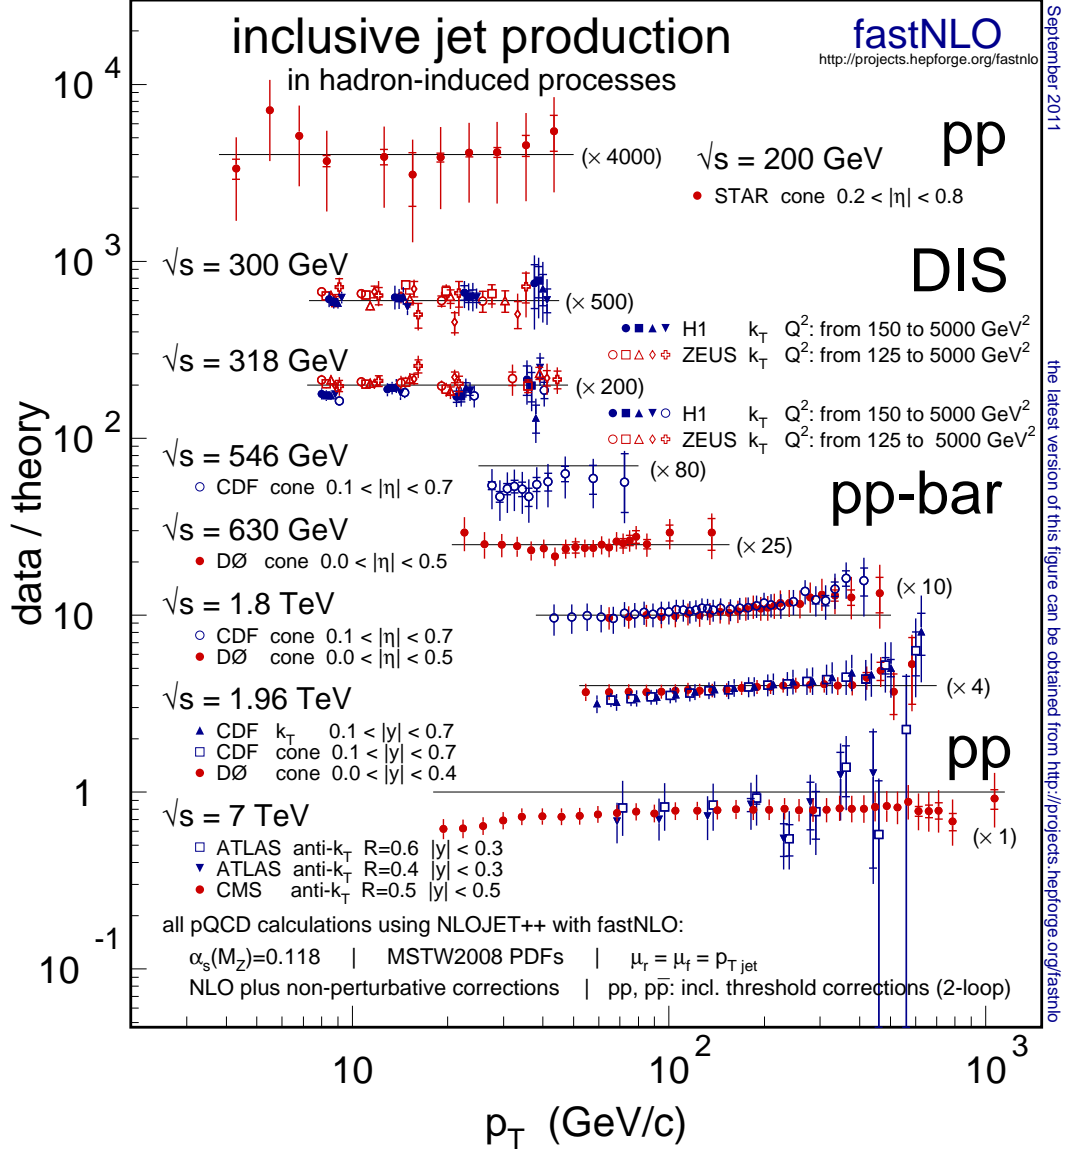 inclusive jet production
in hadron-induced processes
fastNLO
http://projects.hepforge.org/fastnlo
September 2011
the latest version of this figure can be obtained from http://projects.hepforge.org/fastnlo
pp
√s = 200 GeV
STAR cone 0.2 < |η| < 0.8
(× 4000)
DIS
√s = 300 GeV
(× 500)
H1 k_T Q²: from 150 to 5000 GeV²
ZEUS k_T Q²: from 125 to 5000 GeV²
√s = 318 GeV
(× 200)
H1 k_T Q²: from 150 to 5000 GeV²
ZEUS k_T Q²: from 125 to 5000 GeV²
pp-bar
√s = 546 GeV
CDF cone 0.1 < |η| < 0.7
(× 80)
√s = 630 GeV
DØ cone 0.0 < |η| < 0.5
(× 25)
√s = 1.8 TeV
CDF cone 0.1 < |η| < 0.7
DØ cone 0.0 < |η| < 0.5
(× 10)
√s = 1.96 TeV
CDF k_T 0.1 < |y| < 0.7
CDF cone 0.1 < |y| < 0.7
DØ cone 0.0 < |y| < 0.4
(× 4)
pp
√s = 7 TeV
ATLAS anti-k_T R=0.6 |y| < 0.3
ATLAS anti-k_T R=0.4 |y| < 0.3
CMS anti-k_T R=0.5 |y| < 0.5
(× 1)
all pQCD calculations using NLOJET++ with fastNLO:
α_s(M_Z)=0.118 | MSTW2008 PDFs | μ_r = μ_f = p_T jet
NLO plus non-perturbative corrections | pp, pp̅: incl. threshold corrections (2-loop)
data / theory
10⁴
10³
10²
10
1
10⁻¹
10
10²
10³
p_T (GeV/c)